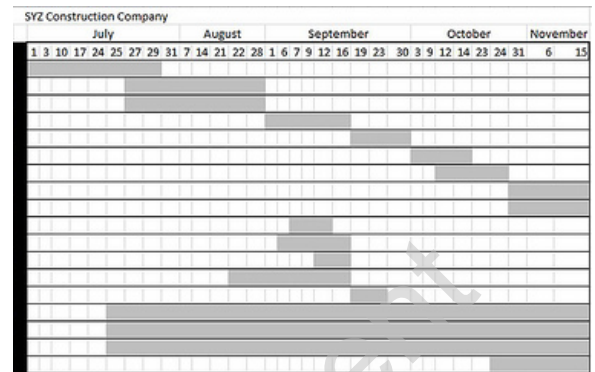 SYZ Construction Company
July August September October November
1 3 10 17 24 25 27 29 31 7 14 21 22 28 1 6 7 9 12 16 19 23 30 3 9 12 14 23 24 31 6 15